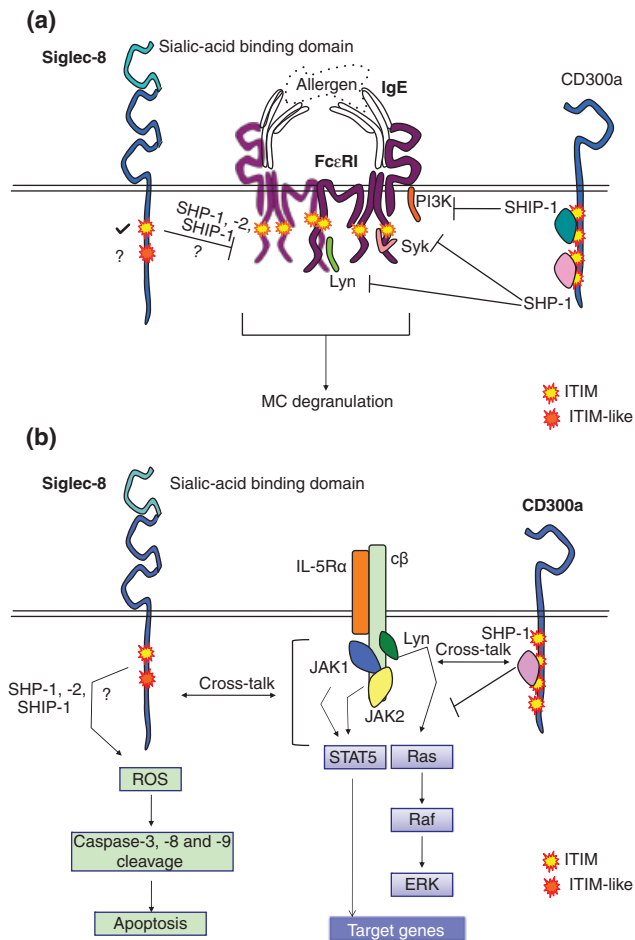 (a)
Sialic-acid binding domain
Siglec-8
Allergen
IgE
CD300a
FcεRI
PI3K
SHIP-1
SHP-1, -2,
SHIP-1
?
?
Syk
Lyn
SHP-1
MC degranulation
ITIM
ITIM-like
(b)
Siglec-8
Sialic-acid binding domain
CD300a
cβ
IL-5Rα
Lyn
SHP-1
Cross-talk
JAK1
SHP-1, -2,
SHIP-1
?
Cross-talk
JAK2
STAT5
Ras
ROS
Raf
Caspase-3, -8 and -9
cleavage
ERK
ITIM
ITIM-like
Apoptosis
Target genes